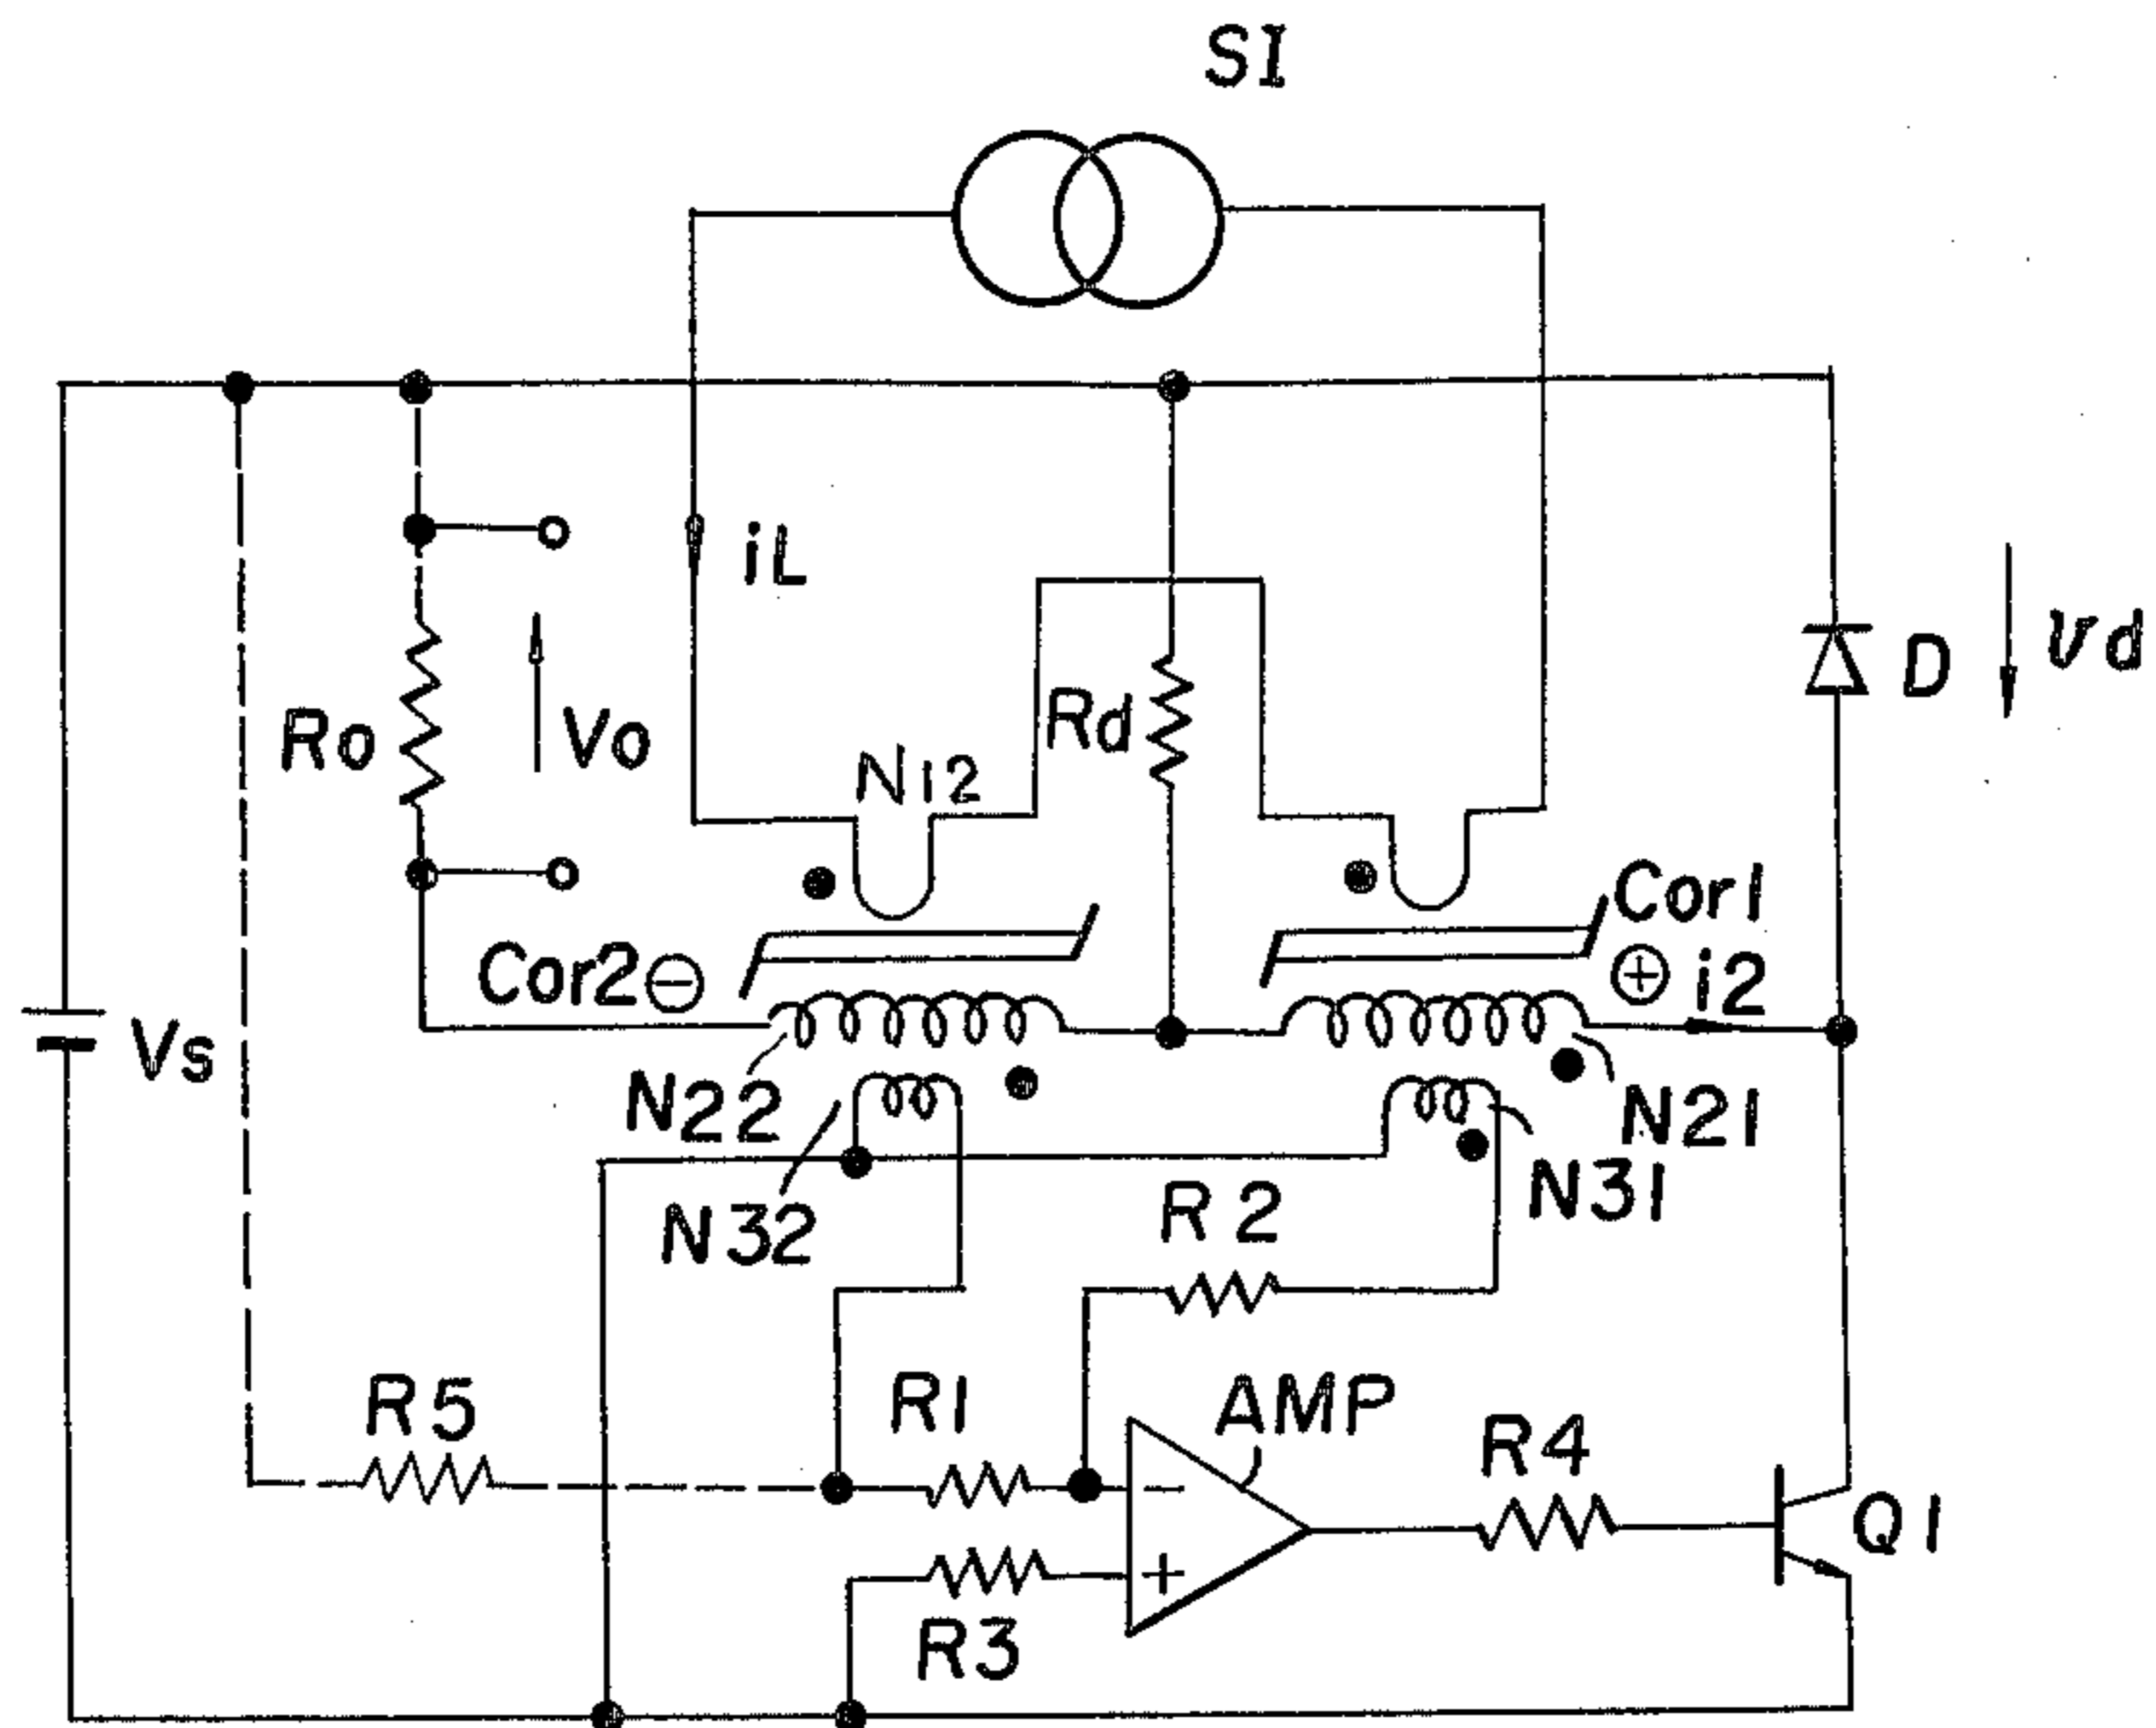 SI
iL
Ro
Vo
Rd
Ni2
D
Vd
Cor2 ⊖
Cor1
⊕ i2
Vs
N22
N21
N32
N31
R2
R5
R1
AMP
R4
−
Q1
+
R3